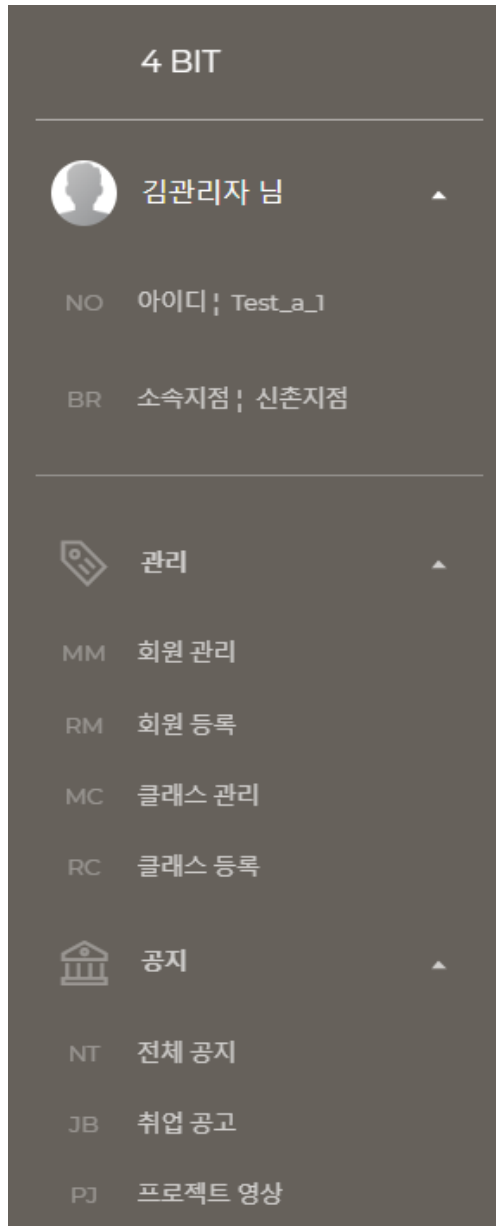 4 BIT
김관리자 님
NO 아이디 ¦ Test_a_1
BR 소속지점 ¦ 신촌지점
관리
MM 회원 관리
RM 회원 등록
MC 클래스 관리
RC 클래스 등록
공지
NT 전체 공지
JB 취업 공고
PJ 프로젝트 영상